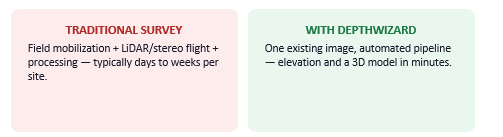 TRADITIONAL SURVEY
Field mobilization + LiDAR/stereo flight +
processing — typically days to weeks per
site.
WITH DEPTHWIZARD
One existing image, automated pipeline
— elevation and a 3D model in minutes.